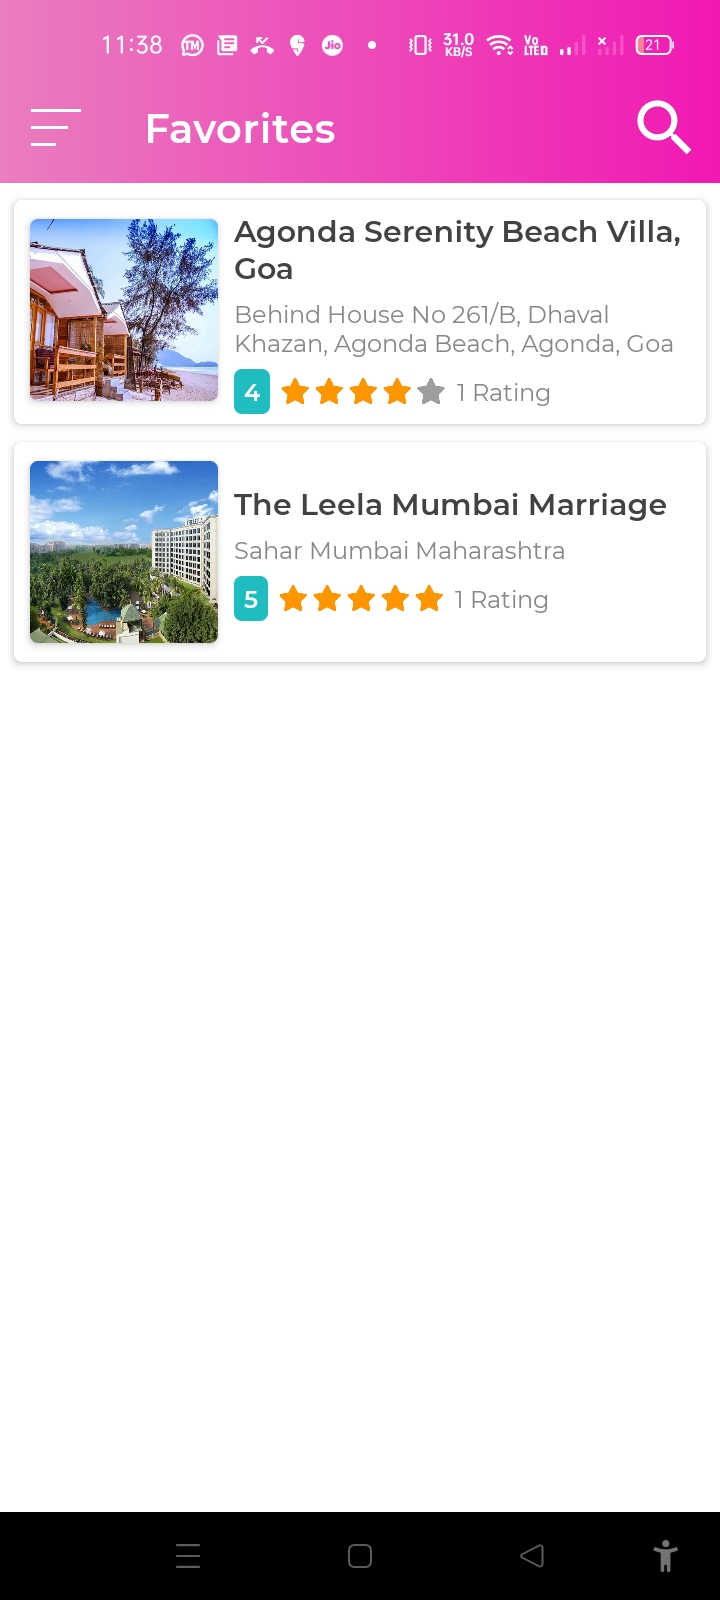 11:38 TM Jio 31.0 KB/S Vo LTE 21
Favorites
Agonda Serenity Beach Villa,
Goa
Behind House No 261/B, Dhaval
Khazan, Agonda Beach, Agonda, Goa
4 1 Rating
The Leela Mumbai Marriage
Sahar Mumbai Maharashtra
5 1 Rating